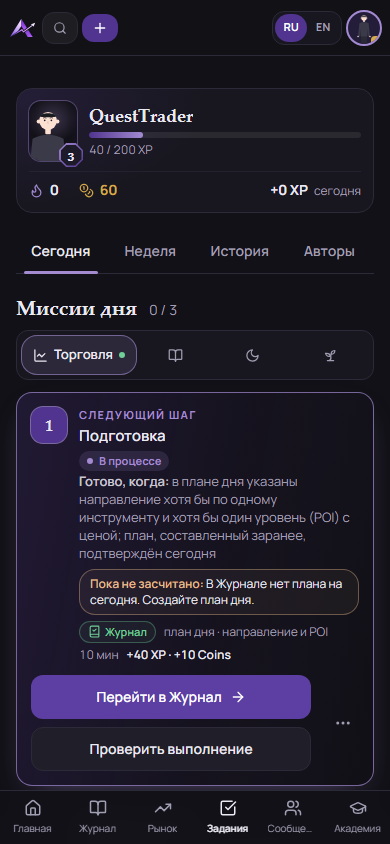 RU EN
QuestTrader
40 / 200 XP
3
0 60 +0 XP сегодня
Сегодня Неделя История Авторы
Миссии дня 0 / 3
Торговля
1 СЛЕДУЮЩИЙ ШАГ
Подготовка
В процессе
Готово, когда: в плане дня указаны
направление хотя бы по одному
инструменту и хотя бы один уровень (POI) с
ценой; план, составленный заранее,
подтверждён сегодня
Пока не засчитано: В Журнале нет плана на
сегодня. Создайте план дня.
Журнал план дня · направление и POI
10 мин +40 XP · +10 Coins
Перейти в Журнал →
Проверить выполнение
Главная Журнал Рынок Задания Сообще... Академия